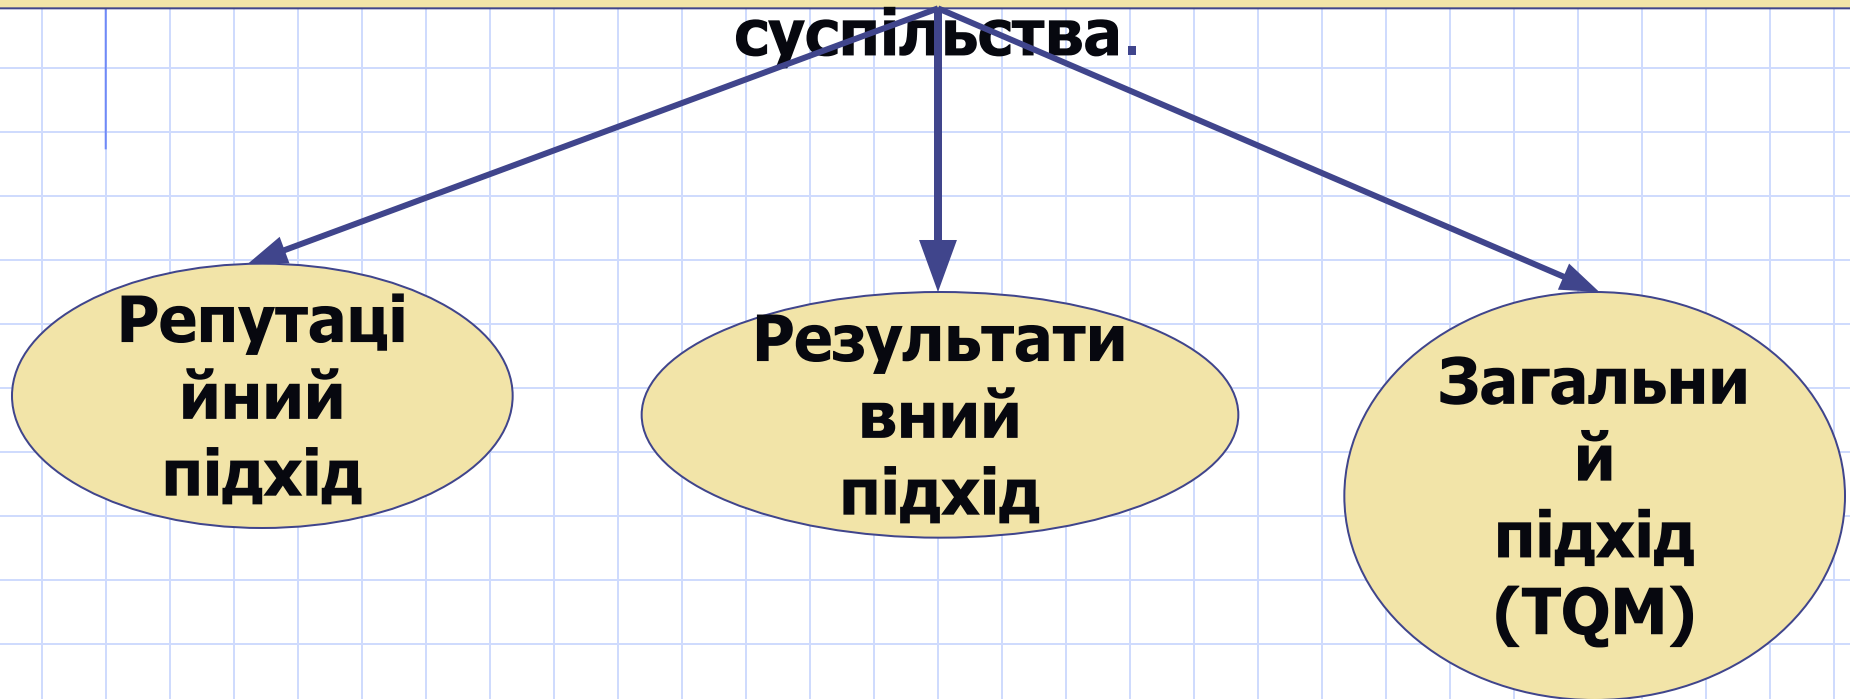 суспільства.
Репутаці
йний
підхід
Результати
вний
підхід
Загальни
й
підхід
(TQM)